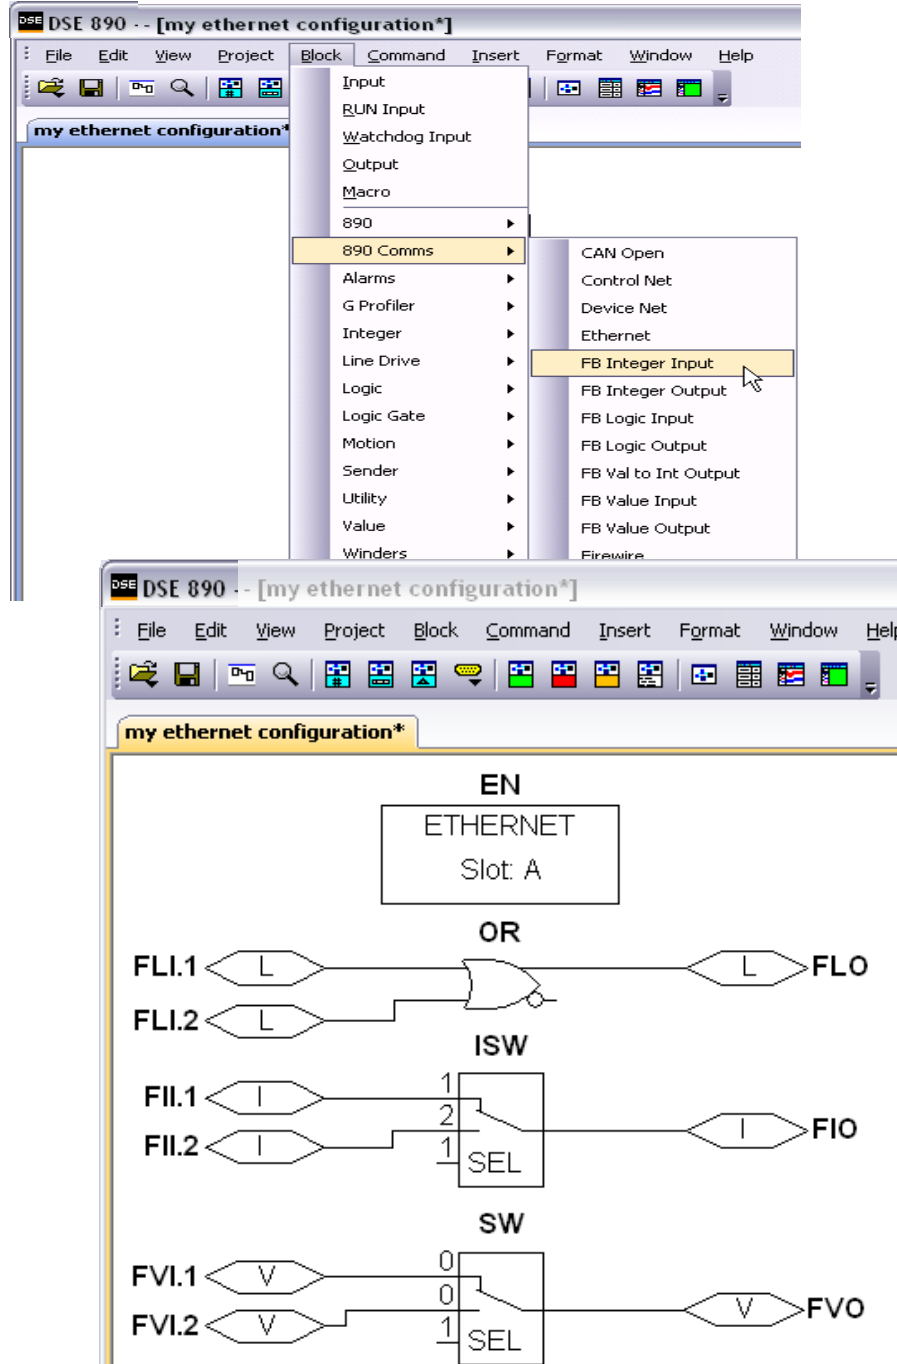 DSE DSE 890 - - [my ethernet configuration*]
File Edit View Project Block Command Insert Format Window Help
my ethernet configuration*
Input
RUN Input
Watchdog Input
Output
Macro
890
890 Comms
Alarms
G Profiler
Integer
Line Drive
Logic
Logic Gate
Motion
Sender
Utility
Value
Winders
CAN Open
Control Net
Device Net
Ethernet
FB Integer Input
FB Integer Output
FB Logic Input
FB Logic Output
FB Val to Int Output
FB Value Input
FB Value Output
Firewire
DSE DSE 890 - - [my ethernet configuration*]
File Edit View Project Block Command Insert Format Window Help
my ethernet configuration*
EN
ETHERNET
Slot: A
OR
FLI.1 L L FLO
FLI.2 L
ISW
FII.1 I 1
2
I FIO
FII.2 I 1 SEL
SW
FVI.1 V 0
0
V FVO
FVI.2 V 1 SEL